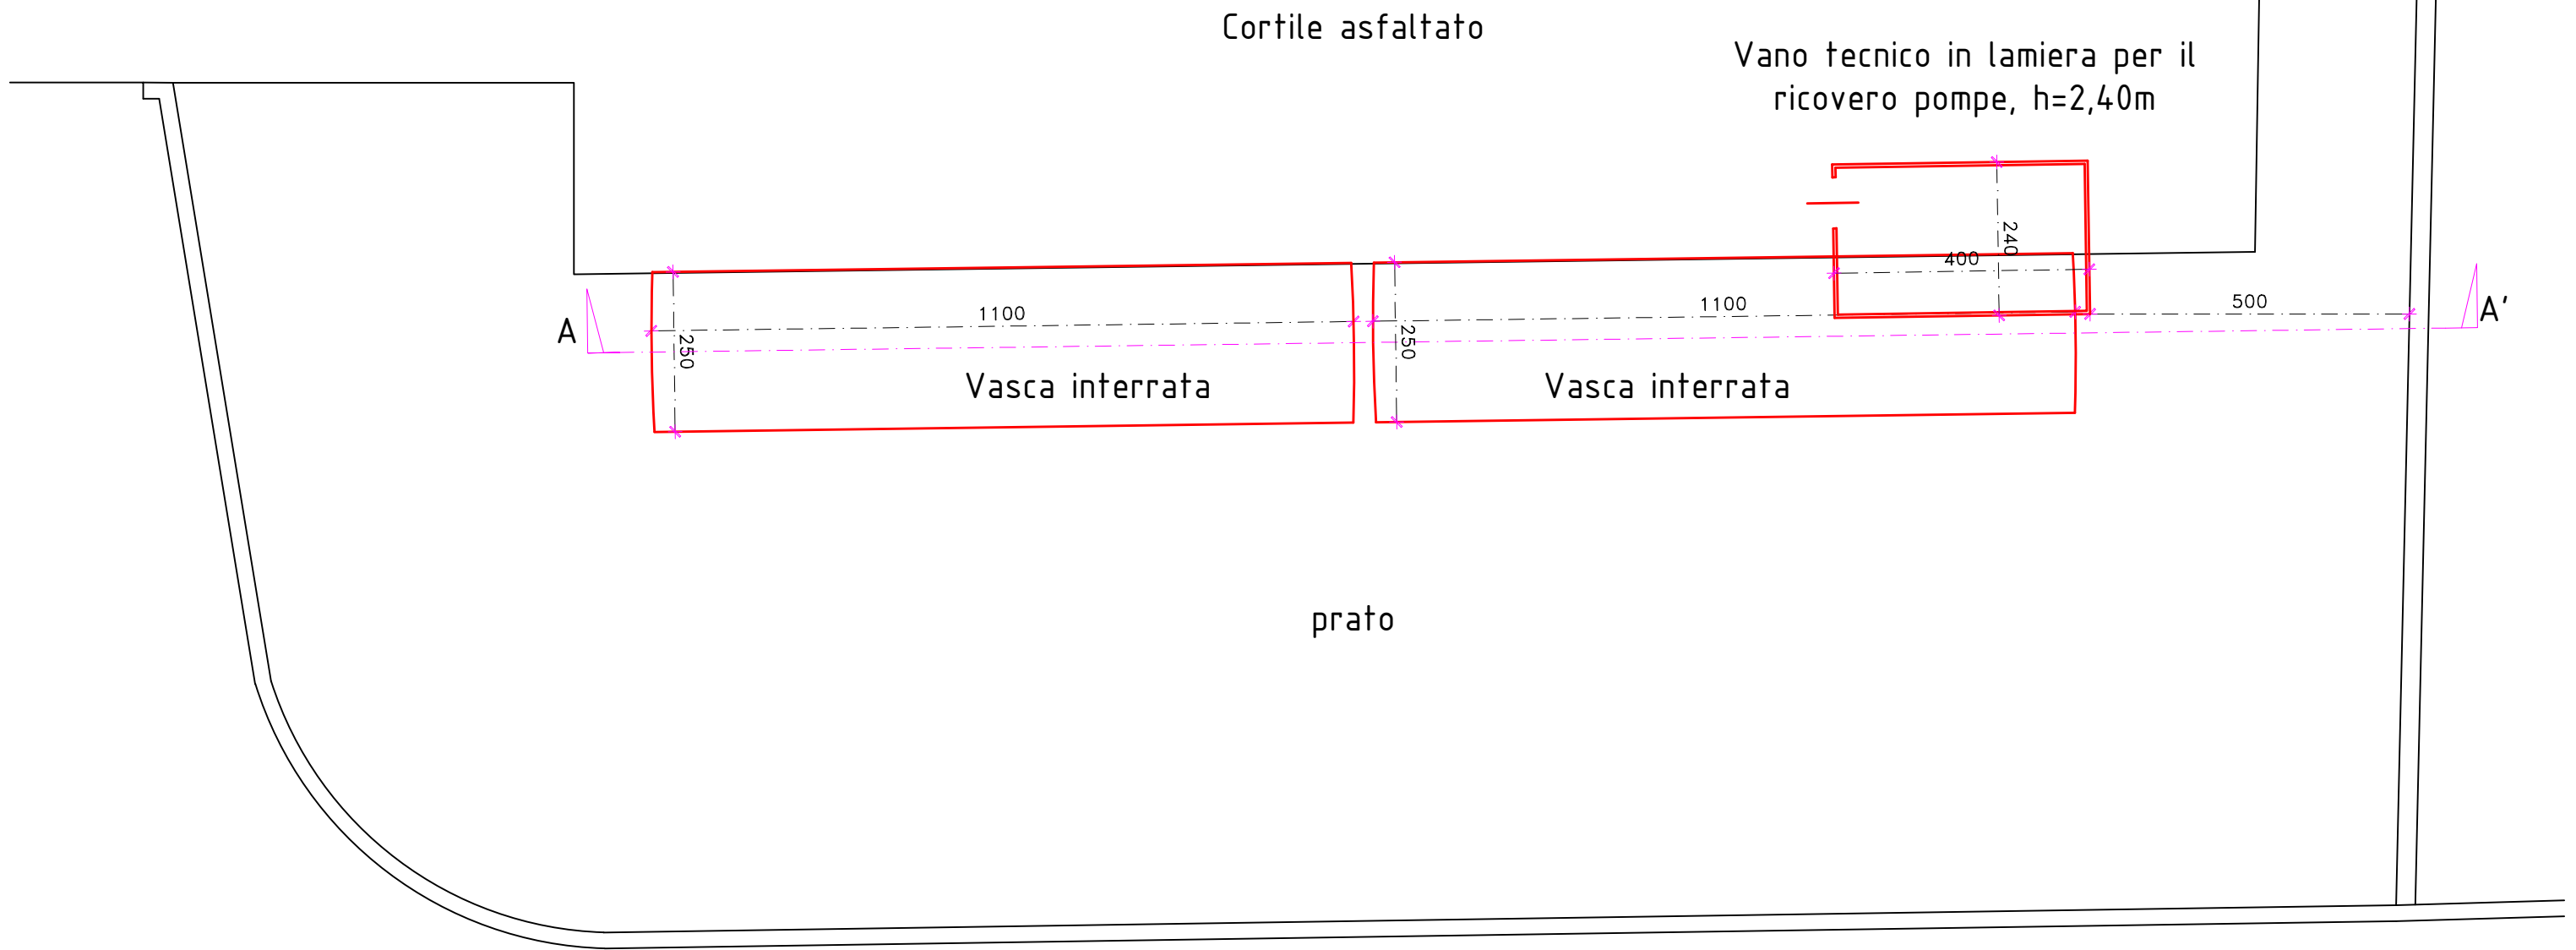 Cortile asfaltato
Vano tecnico in lamiera per il
ricovero pompe, h=2,40m
240
400
500
1100
1100
A
A'
250
250
Vasca interrata
Vasca interrata
prato